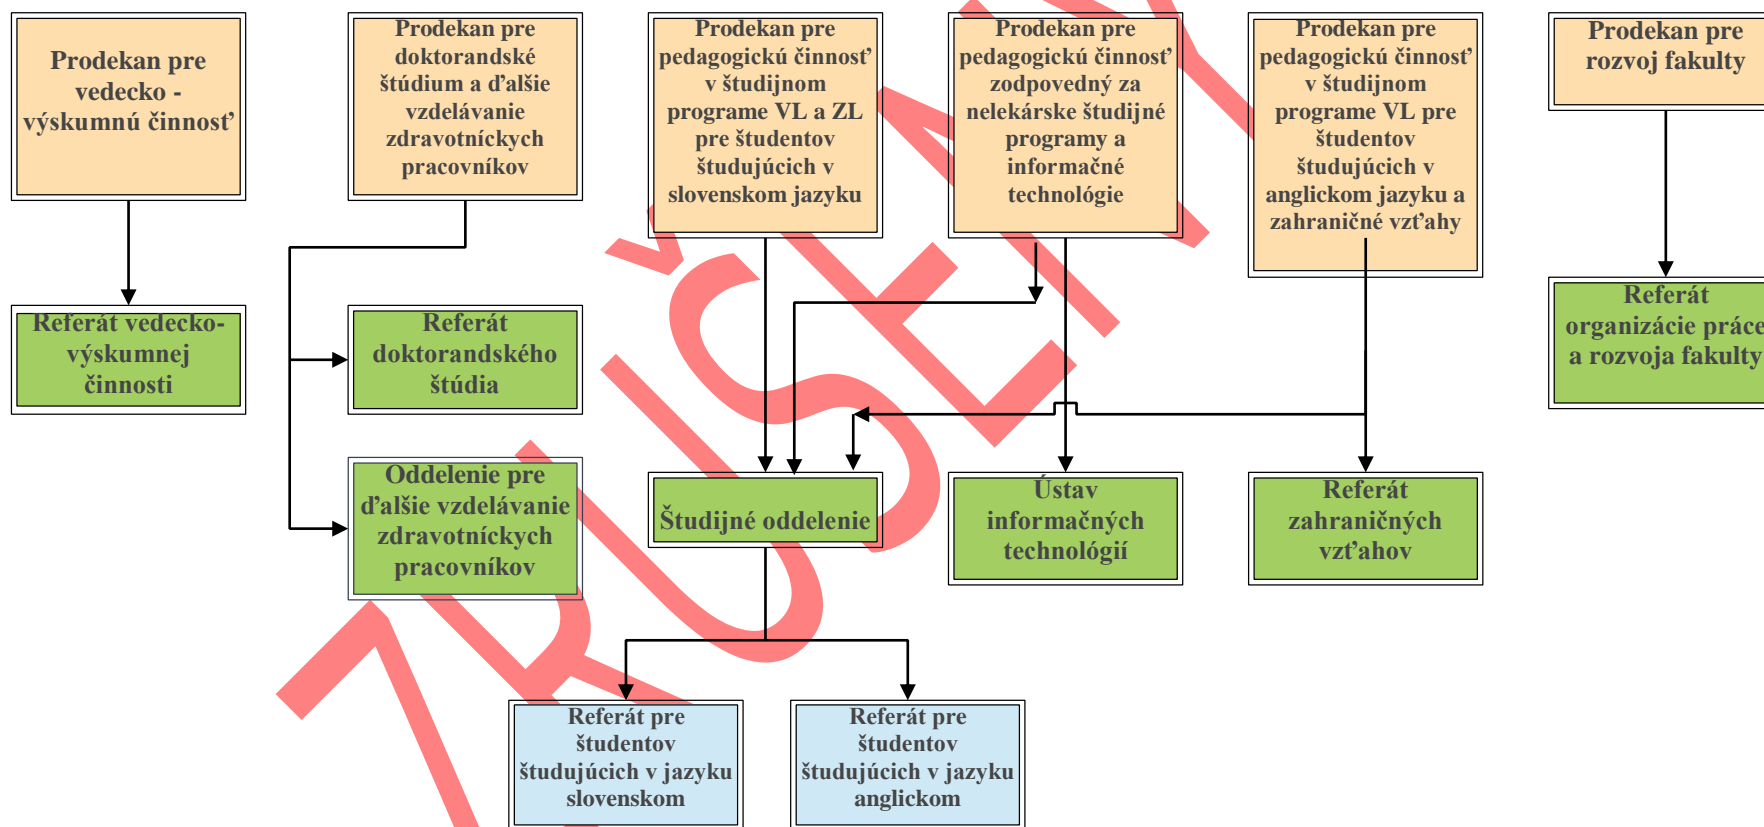 Prodekan pre
vedecko -
výskumnú činnosť
Prodekan pre
doktorandské
štúdium a ďalšie
vzdelávanie
zdravotníckych
pracovníkov
Prodekan pre
pedagogickú činnosť
v študijnom
programe VL a ZL
pre študentov
študujúcich v
slovenskom jazyku
Prodekan pre
pedagogickú činnosť
zodpovedný za
nelekárske študijné
programy a
informačné
technológie
Prodekan pre
pedagogickú činnosť
v študijnom
programe VL pre
študentov
študujúcich v
anglickom jazyku a
zahraničné vzťahy
Prodekan pre
rozvoj fakulty
Referát vedecko-
výskumnej
činnosti
Referát
doktorandského
štúdia
Referát
organizácie práce
a rozvoja fakulty
Oddelenie pre
ďalšie vzdelávanie
zdravotníckych
pracovníkov
Študijné oddelenie
Ústav
informačných
technológií
Referát
zahraničných
vzťahov
Referát pre
študentov
študujúcich v jazyku
slovenskom
Referát pre
študentov
študujúcich v jazyku
anglickom
ZRUŠENÝ